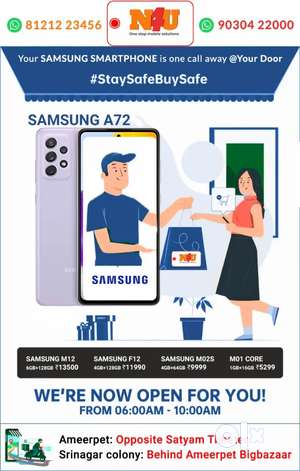 81212 23456
N4U
One stop mobile solutions
90304 22000
Your SAMSUNG SMARTPHONE is one call away @Your Door
#StaySafeBuySafe
SAMSUNG A72
N4U
SAMSUNG
SAMSUNG M12
6GB+128GB ₹13500
SAMSUNG F12
4GB+128GB ₹11990
SAMSUNG M02S
4GB+64GB ₹9999
M01 CORE
1GB+16GB ₹5299
WE'RE NOW OPEN FOR YOU!
FROM 06:00AM - 10:00AM
olx
Ameerpet: Opposite Satyam
Srinagar colony: Behind Ameerpet Bigbazaar